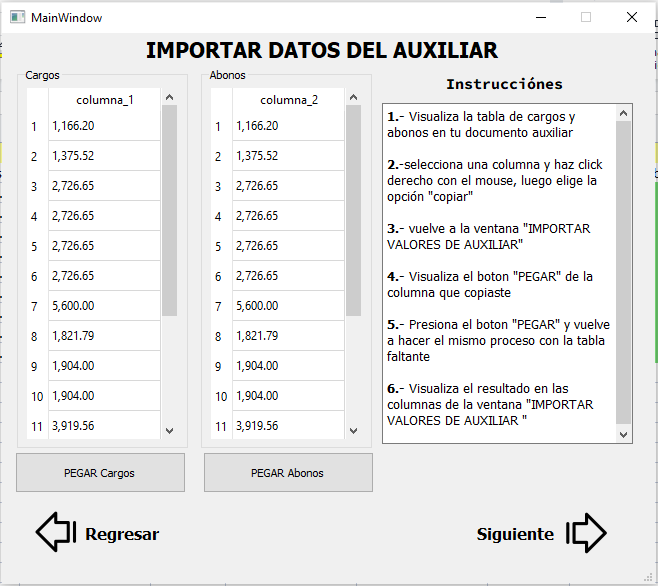 MainWindow
IMPORTAR DATOS DEL AUXILIAR
Cargos
columna_1
1 1,166.20
2 1,375.52
3 2,726.65
4 2,726.65
5 2,726.65
6 2,726.65
7 5,600.00
8 1,821.79
9 1,904.00
10 1,904.00
11 3,919.56
PEGAR Cargos
Abonos
columna_2
1 1,166.20
2 1,375.52
3 2,726.65
4 2,726.65
5 2,726.65
6 2,726.65
7 5,600.00
8 1,821.79
9 1,904.00
10 1,904.00
11 3,919.56
PEGAR Abonos
Instrucciónes
1.- Visualiza la tabla de cargos y
abonos en tu documento auxiliar
2.-selecciona una columna y haz click
derecho con el mouse, luego elige la
opción "copiar"
3.- vuelve a la ventana "IMPORTAR
VALORES DE AUXILIAR"
4.- Visualiza el boton "PEGAR" de la
columna que copiaste
5.- Presiona el boton "PEGAR" y vuelve
a hacer el mismo proceso con la tabla
faltante
6.- Visualiza el resultado en las
columnas de la ventana "IMPORTAR
VALORES DE AUXILIAR "
Regresar
Siguiente